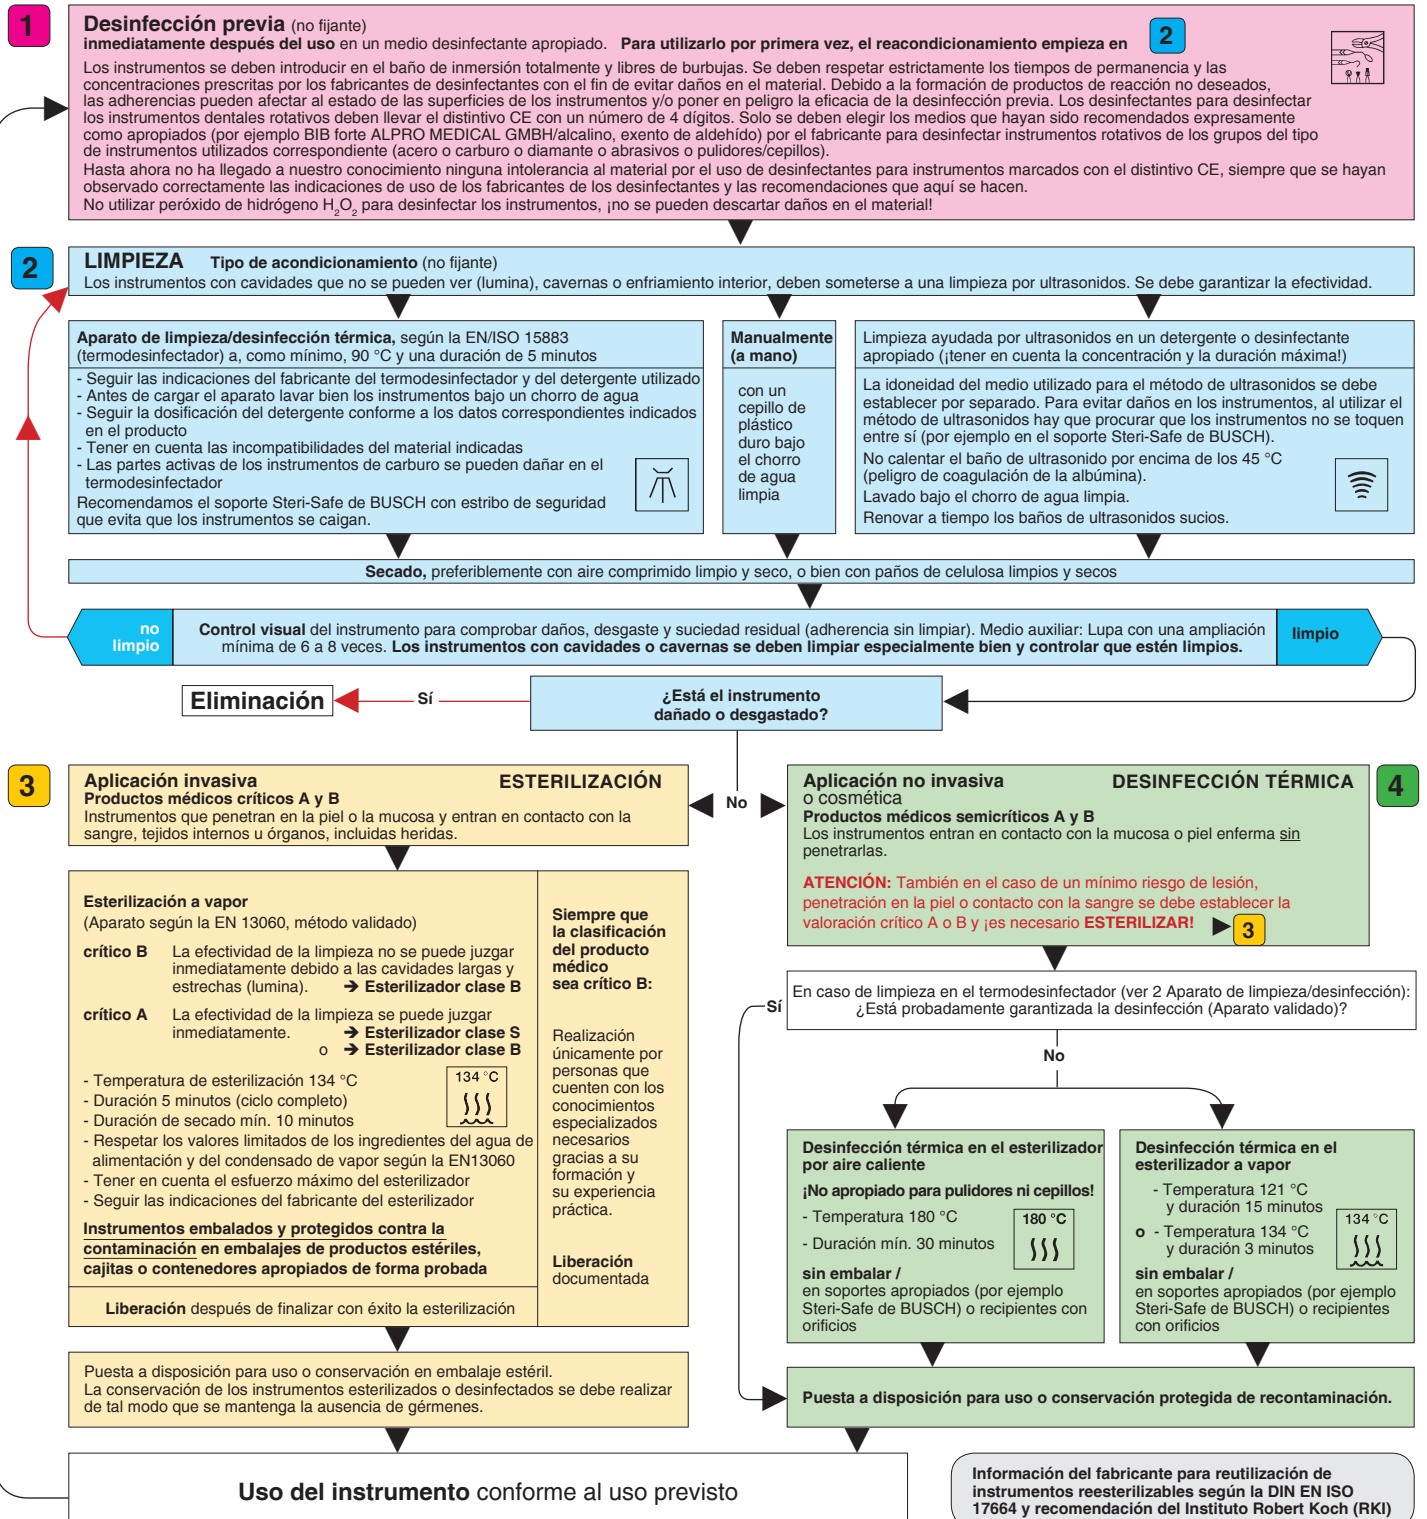 1
Desinfección previa (no fijante)
inmediatamente después del uso en un medio desinfectante apropiado. Para utilizarlo por primera vez, el reacondicionamiento empieza en 2
Los instrumentos se deben introducir en el baño de inmersión totalmente y libres de burbujas. Se deben respetar estrictamente los tiempos de permanencia y las
concentraciones prescritas por los fabricantes de desinfectantes con el fin de evitar daños en el material. Debido a la formación de productos de reacción no deseados,
las adherencias pueden afectar al estado de las superficies de los instrumentos y/o poner en peligro la eficacia de la desinfección previa. Los desinfectantes para desinfectar
los instrumentos dentales rotativos deben llevar el distintivo CE con un número de 4 dígitos. Solo se deben elegir los medios que hayan sido recomendados expresamente
como apropiados (por ejemplo BIB forte ALPRO MEDICAL GMBH/alcalino, exento de aldehído) por el fabricante para desinfectar instrumentos rotativos de los grupos del tipo
de instrumentos utilizados correspondiente (acero o carburo o diamante o abrasivos o pulidores/cepillos).
Hasta ahora no ha llegado a nuestro conocimiento ninguna intolerancia al material por el uso de desinfectantes para instrumentos marcados con el distintivo CE, siempre que se hayan
observado correctamente las indicaciones de uso de los fabricantes de los desinfectantes y las recomendaciones que aquí se hacen.
No utilizar peróxido de hidrógeno H2O2 para desinfectar los instrumentos, ¡no se pueden descartar daños en el material!
2
LIMPIEZA Tipo de acondicionamiento (no fijante)
Los instrumentos con cavidades que no se pueden ver (lumina), cavernas o enfriamiento interior, deben someterse a una limpieza por ultrasonidos. Se debe garantizar la efectividad.
Aparato de limpieza/desinfección térmica, según la EN/ISO 15883
(termodesinfectador) a, como mínimo, 90 °C y una duración de 5 minutos
- Seguir las indicaciones del fabricante del termodesinfectador y del detergente utilizado
- Antes de cargar el aparato lavar bien los instrumentos bajo un chorro de agua
- Seguir la dosificación del detergente conforme a los datos correspondientes indicados
en el producto
- Tener en cuenta las incompatibilidades del material indicadas
- Las partes activas de los instrumentos de carburo se pueden dañar en el
termodesinfectador
Recomendamos el soporte Steri-Safe de BUSCH con estribo de seguridad
que evita que los instrumentos se caigan.
Manualmente
(a mano)
con un
cepillo de
plástico
duro bajo
el chorro
de agua
limpia
Limpieza ayudada por ultrasonidos en un detergente o desinfectante
apropiado (¡tener en cuenta la concentración y la duración máxima!)
La idoneidad del medio utilizado para el método de ultrasonidos se debe
establecer por separado. Para evitar daños en los instrumentos, al utilizar el
método de ultrasonidos hay que procurar que los instrumentos no se toquen
entre sí (por ejemplo en el soporte Steri-Safe de BUSCH).
No calentar el baño de ultrasonido por encima de los 45 °C
(peligro de coagulación de la albúmina).
Lavado bajo el chorro de agua limpia.
Renovar a tiempo los baños de ultrasonidos sucios.
Secado, preferiblemente con aire comprimido limpio y seco, o bien con paños de celulosa limpios y secos
no
limpio
Control visual del instrumento para comprobar daños, desgaste y suciedad residual (adherencia sin limpiar). Medio auxiliar: Lupa con una ampliación
mínima de 6 a 8 veces. Los instrumentos con cavidades o cavernas se deben limpiar especialmente bien y controlar que estén limpios.
limpio
Eliminación
Sí
¿Está el instrumento
dañado o desgastado?
No
3
Aplicación invasiva ESTERILIZACIÓN
Productos médicos críticos A y B
Instrumentos que penetran en la piel o la mucosa y entran en contacto con la
sangre, tejidos internos u órganos, incluidas heridas.
Esterilización a vapor
(Aparato según la EN 13060, método validado)
crítico B La efectividad de la limpieza no se puede juzgar
inmediatamente debido a las cavidades largas y
estrechas (lumina). ➔ Esterilizador clase B
crítico A La efectividad de la limpieza se puede juzgar
inmediatamente. ➔ Esterilizador clase S
o ➔ Esterilizador clase B
- Temperatura de esterilización 134 °C
- Duración 5 minutos (ciclo completo)
- Duración de secado mín. 10 minutos
- Respetar los valores limitados de los ingredientes del agua de
alimentación y del condensado de vapor según la EN13060
- Tener en cuenta el esfuerzo máximo del esterilizador
- Seguir las indicaciones del fabricante del esterilizador
134 °C
Instrumentos embalados y protegidos contra la
contaminación en embalajes de productos estériles,
cajitas o contenedores apropiados de forma probada
Liberación después de finalizar con éxito la esterilización
Siempre que
la clasificación
del producto
médico
sea crítico B:
Realización
únicamente por
personas que
cuenten con los
conocimientos
especializados
necesarios
gracias a su
formación y
su experiencia
práctica.
Liberación
documentada
Puesta a disposición para uso o conservación en embalaje estéril.
La conservación de los instrumentos esterilizados o desinfectados se debe realizar
de tal modo que se mantenga la ausencia de gérmenes.
4
Aplicación no invasiva DESINFECCIÓN TÉRMICA
o cosmética
Productos médicos semicríticos A y B
Los instrumentos entran en contacto con la mucosa o piel enferma sin
penetrarlas.
ATENCIÓN: También en el caso de un mínimo riesgo de lesión,
penetración en la piel o contacto con la sangre se debe establecer la
valoración crítico A o B y ¡es necesario ESTERILIZAR! 3
Sí
En caso de limpieza en el termodesinfectador (ver 2 Aparato de limpieza/desinfección):
¿Está probadamente garantizada la desinfección (Aparato validado)?
No
Desinfección térmica en el esterilizador
por aire caliente
¡No apropiado para pulidores ni cepillos!
- Temperatura 180 °C
- Duración mín. 30 minutos
180 °C
sin embalar /
en soportes apropiados (por ejemplo
Steri-Safe de BUSCH) o recipientes con
orificios
Desinfección térmica en el
esterilizador a vapor
- Temperatura 121 °C
y duración 15 minutos
o - Temperatura 134 °C
y duración 3 minutos
134 °C
sin embalar /
en soportes apropiados (por ejemplo
Steri-Safe de BUSCH) o recipientes
con orificios
Puesta a disposición para uso o conservación protegida de recontaminación.
Uso del instrumento conforme al uso previsto
Información del fabricante para reutilización de
instrumentos reesterilizables según la DIN EN ISO
17664 y recomendación del Instituto Robert Koch (RKI)